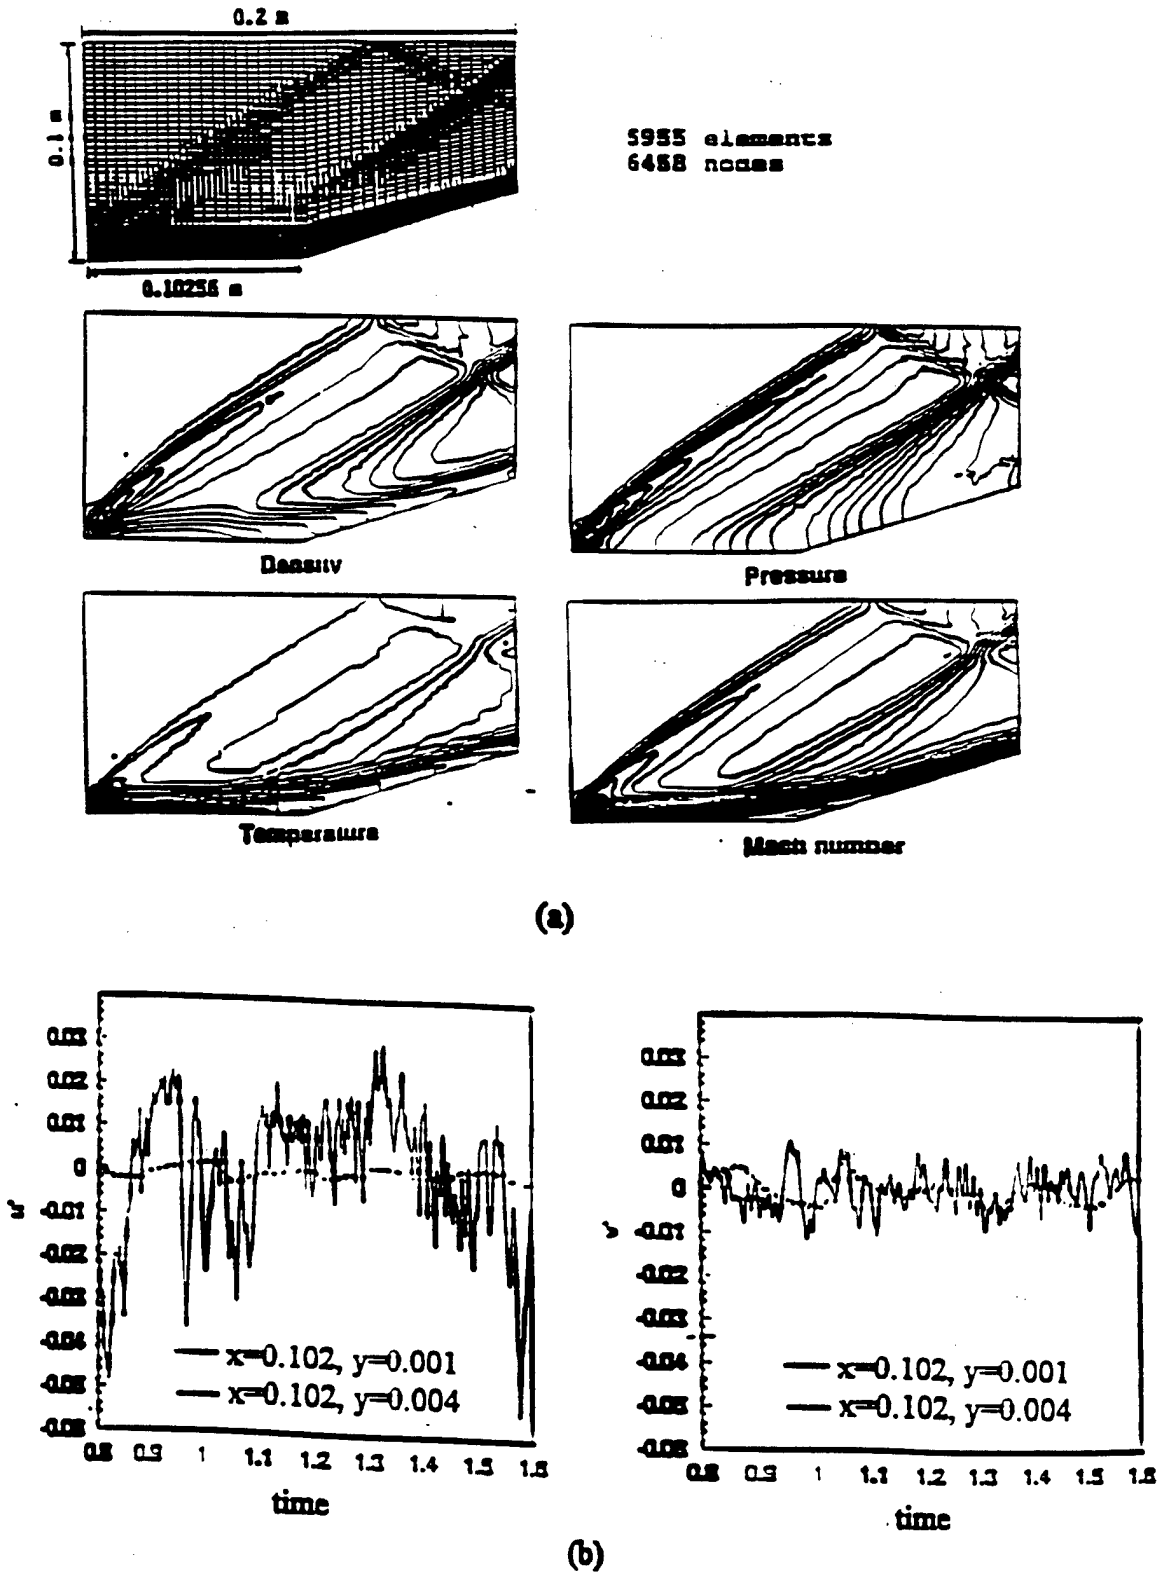 0.2 m
0.1 m
5955 elements
6458 nodes
0.10256 m
Density
Pressure
Temperature
Mach number
(a)
0.03
0.02
0.01
0
-0.01
-0.02
-0.03
-0.04
-0.05
-0.06
u'
x=0.102, y=0.001
x=0.102, y=0.004
0.8 0.9 1 1.1 1.2 1.3 1.4 1.5 1.6
time
0.03
0.02
0.01
0
-0.01
-0.02
-0.03
-0.04
-0.05
-0.06
v'
x=0.102, y=0.001
x=0.102, y=0.004
0.8 0.9 1 1.1 1.2 1.3 1.4 1.5 1.6
time
(b)